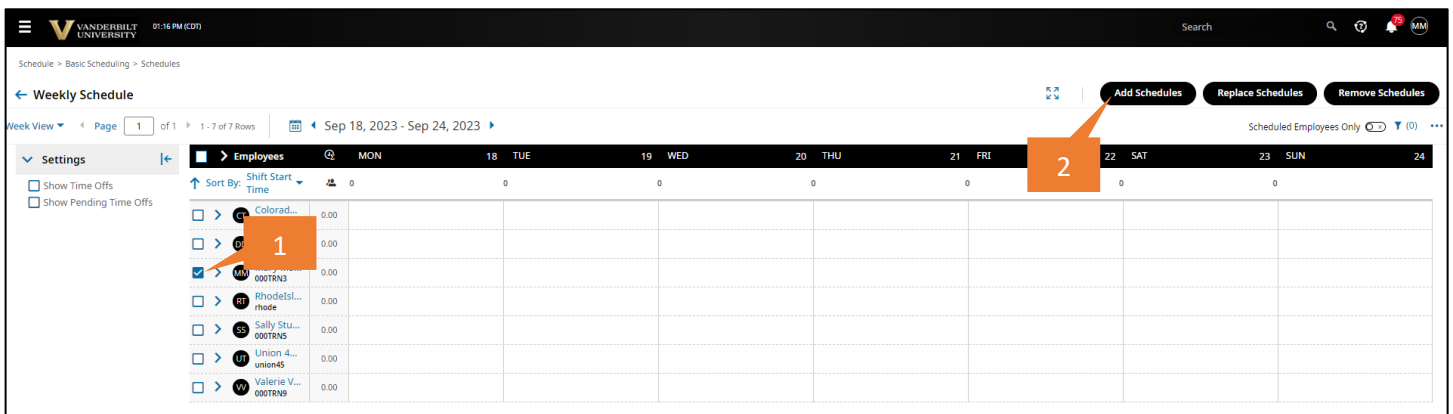 VANDERBILT UNIVERSITY 01:16 PM (CDT) Search 75 MM
Schedule > Basic Scheduling > Schedules
Weekly Schedule Add Schedules Replace Schedules Remove Schedules
Week View Page 1 of 1 1 - 7 of 7 Rows Sep 18, 2023 - Sep 24, 2023 Scheduled Employees Only (0)
Settings Employees MON 18 TUE 19 WED 20 THU 21 FRI 22 SAT 23 SUN 24
2
Show Time Offs Sort By: Shift Start Time 0 0 0 0 0 0 0
Show Pending Time Offs
CT Colorad... 0.00
0.00
1
MM 000TRN3 0.00
RT RhodeIsl... 0.00
rhode
SS Sally Stu... 0.00
000TRN5
UT Union 4... 0.00
union45
VV Valerie V... 0.00
000TRN9